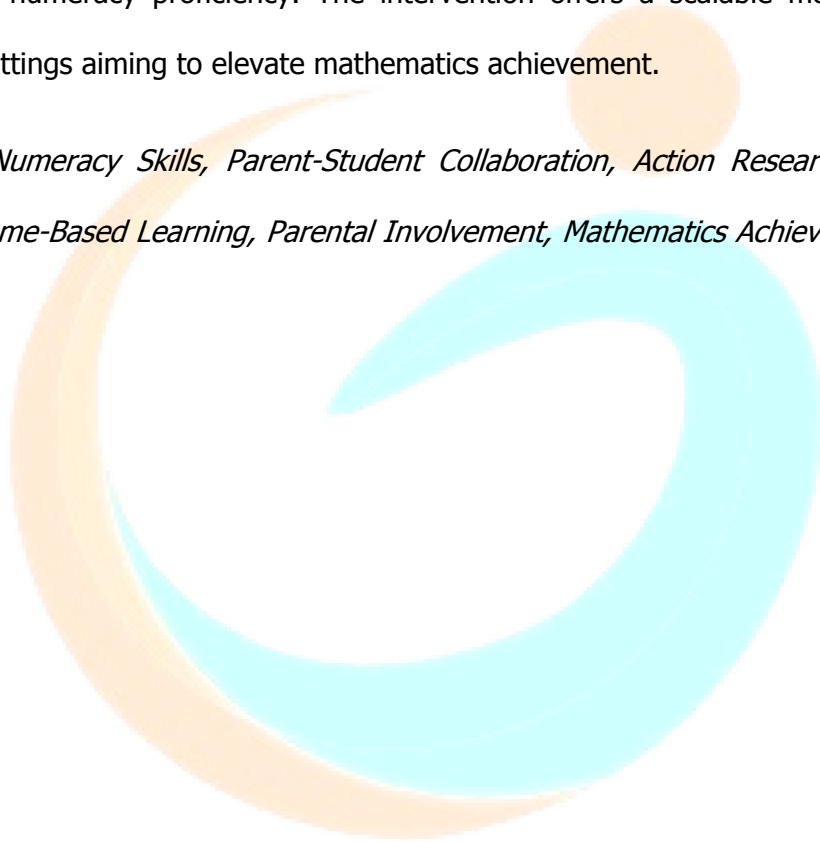 numeracy proficiency. The intervention offers a scalable
ttings aiming to elevate mathematics achievement.
Numeracy Skills, Parent-Student Collaboration, Action Resear
me-Based Learning, Parental Involvement, Mathematics Achiev